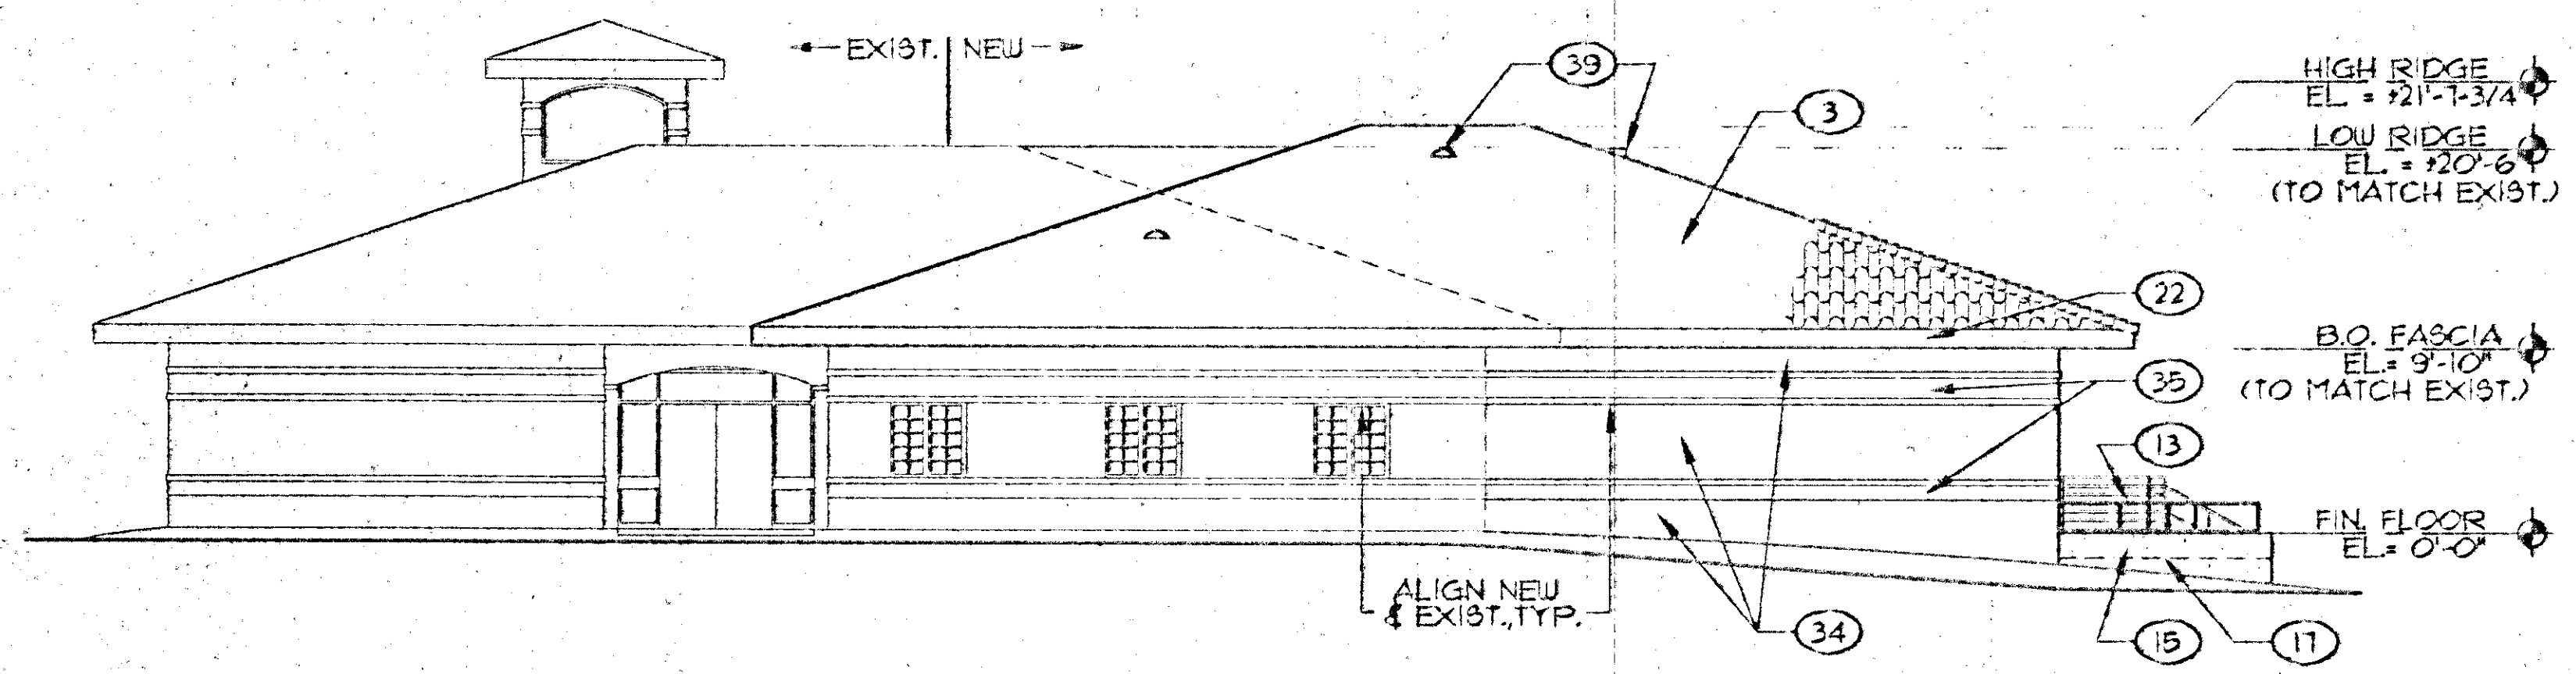 EXIST. NEW
39
3
HIGH RIDGE
EL = +21'-7-3/4"
LOW RIDGE
EL. = +20'-6"
(TO MATCH EXIST.)
22
B.O. FASCIA
EL.= 9'-10"
(TO MATCH EXIST.)
35
13
FIN. FLOOR
EL.= 0'-0"
ALIGN NEW
& EXIST., TYP.
34
15
17